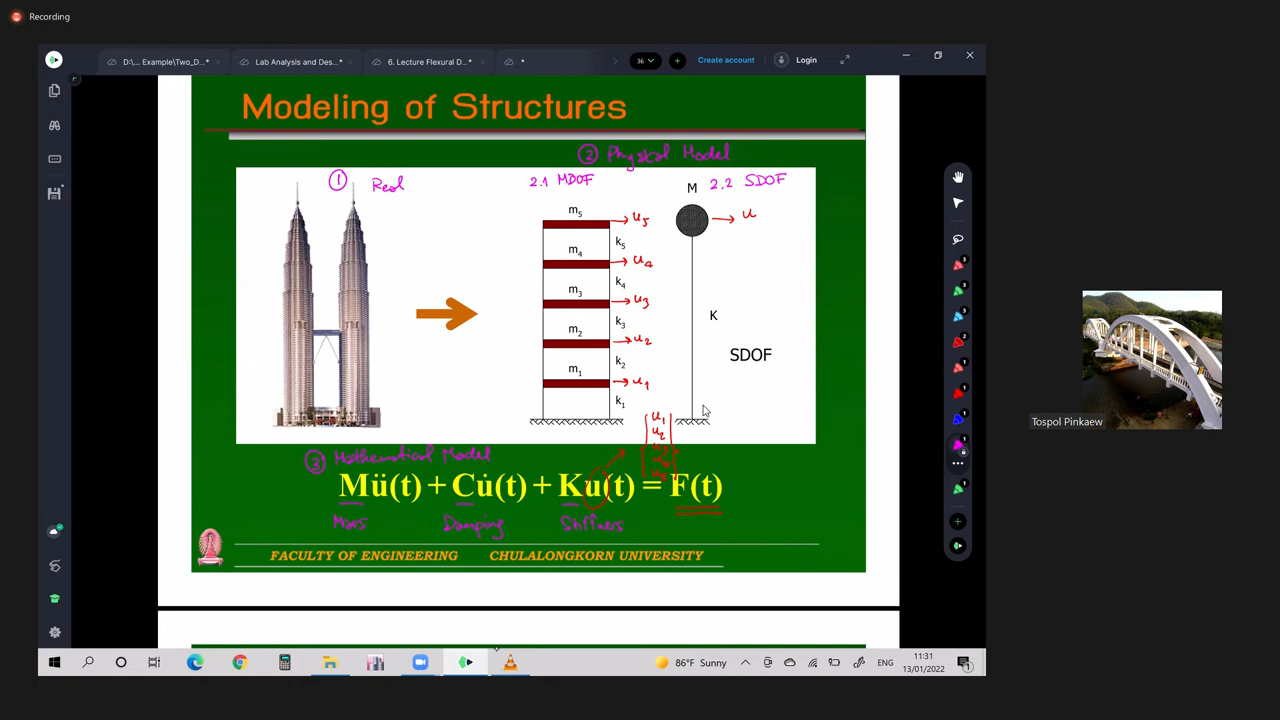 Recording
D:\... Example\Two_D...*
Lab Analysis and Des...*
6. Lecture Flexural D...*
*
36
Create account
Login
Modeling of Structures
② Physical Model
① Real
2.1 MDOF
M
2.2 SDOF
m5
u5
u
k5
m4
u4
k4
m3
u3
K
k3
m2
u2
SDOF
k2
m1
u1
k1
u1
u2
③ Mathematical Model
Mü(t) + Cu̇(t) + Ku(t) = F(t)
Mass
Damping
Stiffness
FACULTY OF ENGINEERING CHULALONGKORN UNIVERSITY
Tospol Pinkaew
86°F Sunny
ENG
11:31
13/01/2022